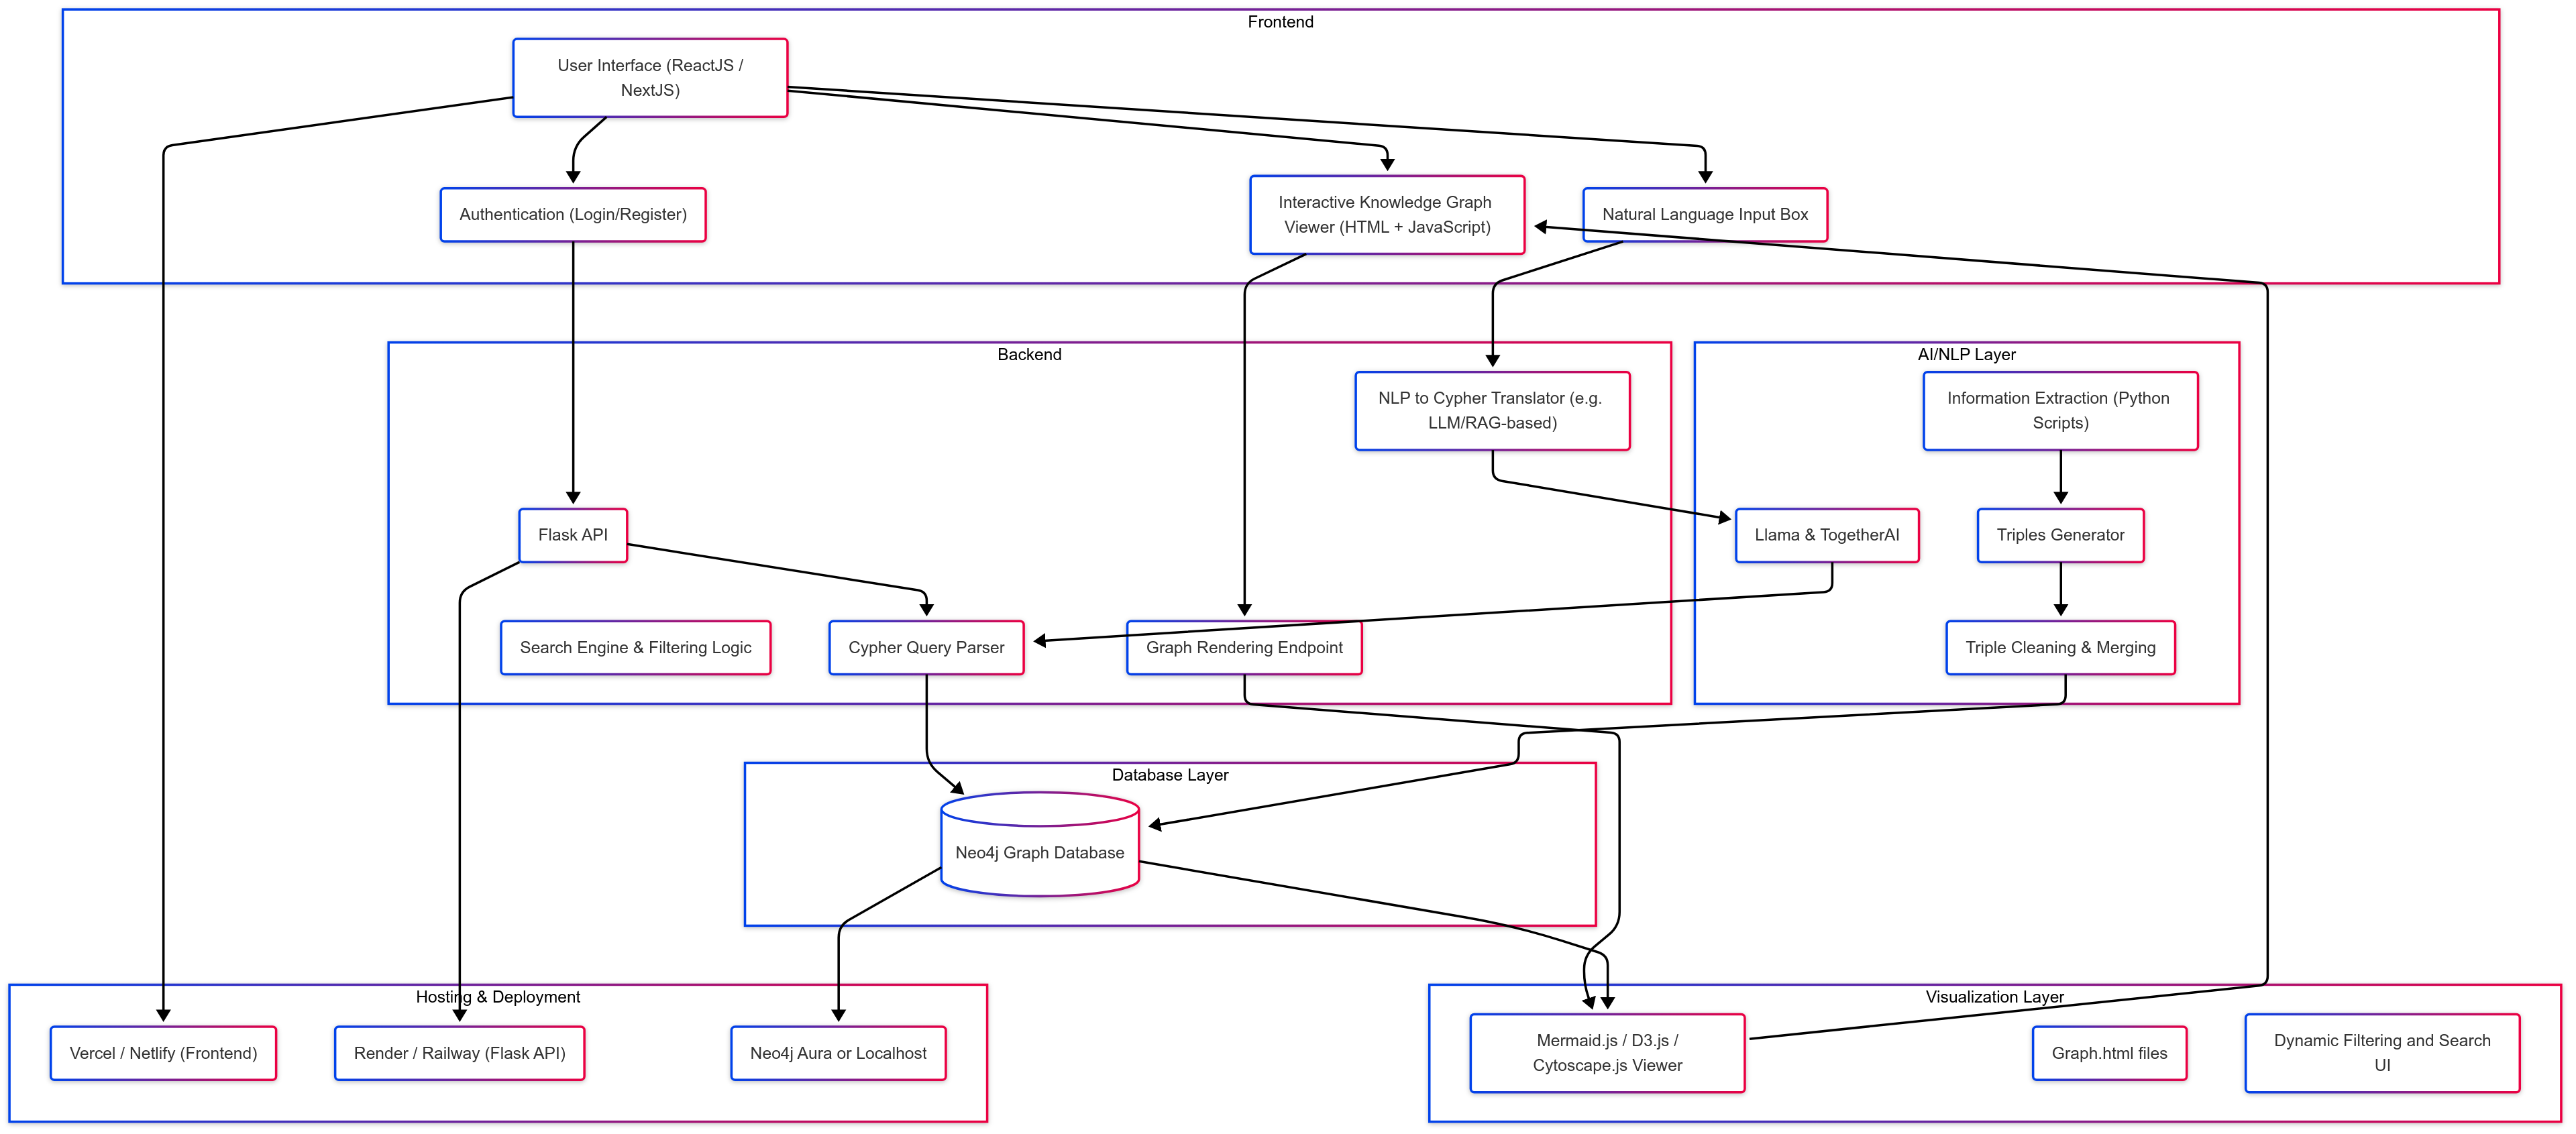 Frontend
User Interface (ReactJS /
NextJS)
Authentication (Login/Register)
Interactive Knowledge Graph
Viewer (HTML + JavaScript)
Natural Language Input Box
Backend
NLP to Cypher Translator (e.g.
LLM/RAG-based)
Flask API
Search Engine & Filtering Logic
Cypher Query Parser
Graph Rendering Endpoint
AI/NLP Layer
Information Extraction (Python
Scripts)
Llama & TogetherAI
Triples Generator
Triple Cleaning & Merging
Database Layer
Neo4j Graph Database
Hosting & Deployment
Vercel / Netlify (Frontend)
Render / Railway (Flask API)
Neo4j Aura or Localhost
Visualization Layer
Mermaid.js / D3.js /
Cytoscape.js Viewer
Graph.html files
Dynamic Filtering and Search
UI